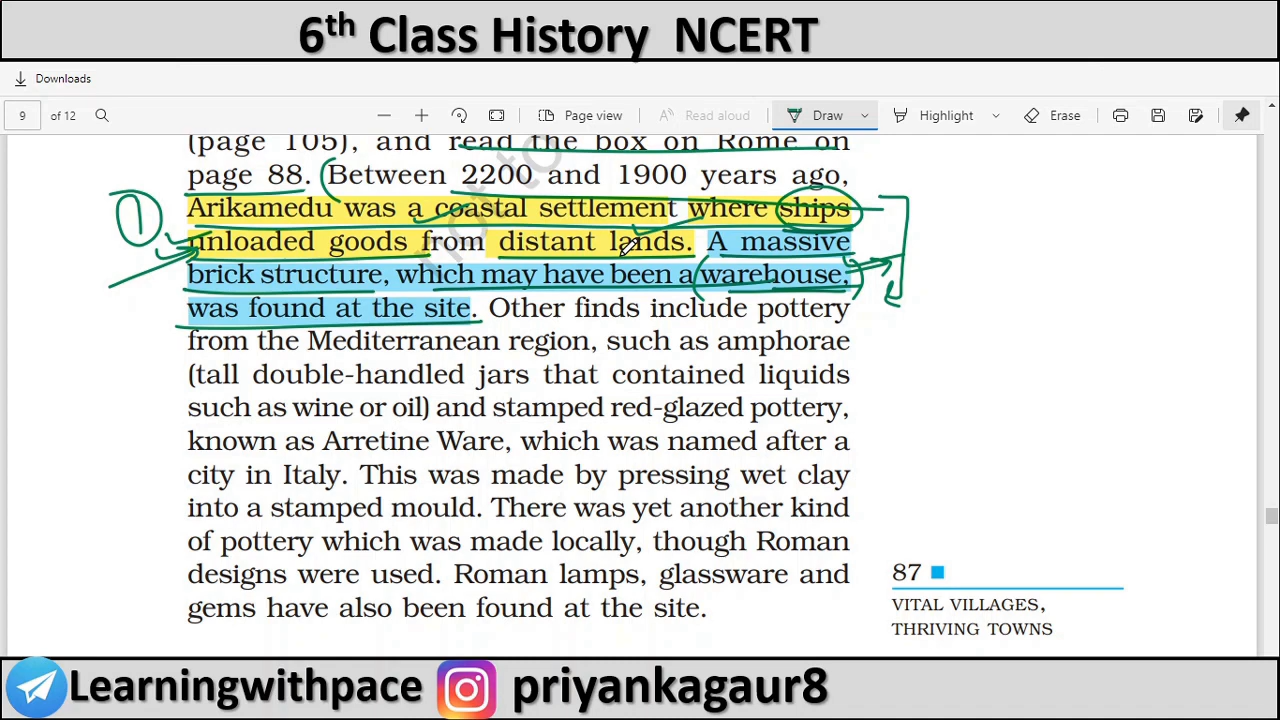 6th Class History NCERT
Downloads
9 of 12 Page view Read aloud Draw Highlight Erase
(page 105), and read the box on Rome on
page 88. Between 2200 and 1900 years ago,
Arikamedu was a coastal settlement where ships
unloaded goods from distant lands. A massive
brick structure, which may have been a warehouse,
was found at the site. Other finds include pottery
from the Mediterranean region, such as amphorae
(tall double-handled jars that contained liquids
such as wine or oil) and stamped red-glazed pottery,
known as Arretine Ware, which was named after a
city in Italy. This was made by pressing wet clay
into a stamped mould. There was yet another kind
of pottery which was made locally, though Roman
designs were used. Roman lamps, glassware and
gems have also been found at the site.
1
not to
87
VITAL VILLAGES,
THRIVING TOWNS
Learningwithpace priyankagaur8